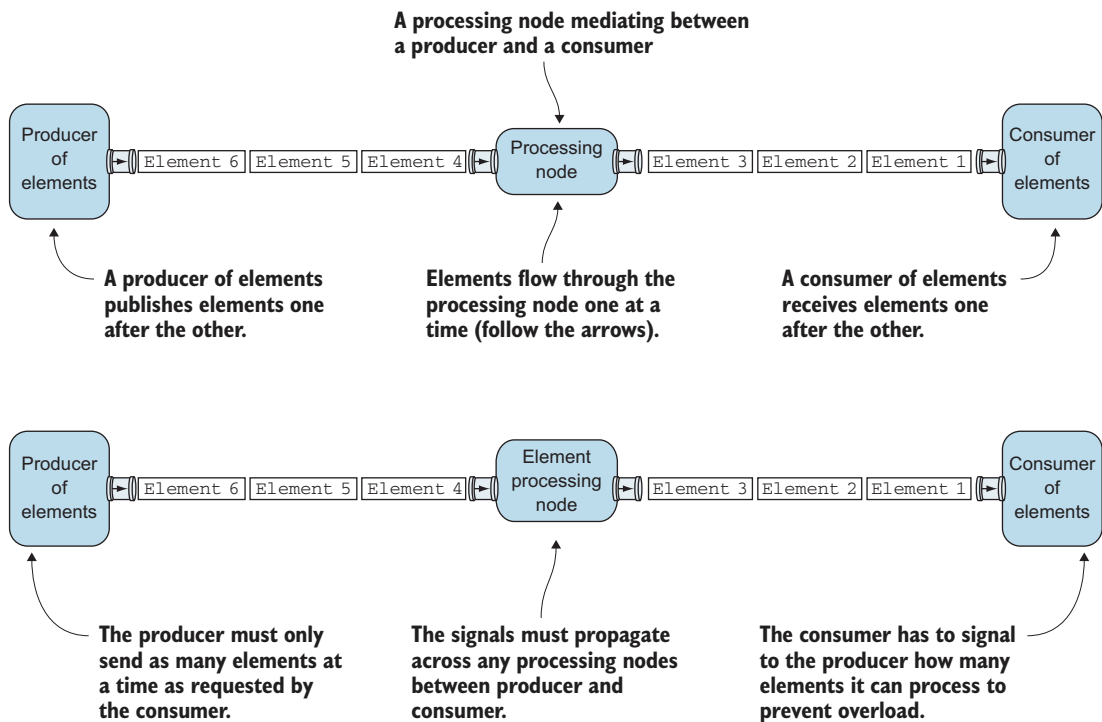 A processing node mediating between
a producer and a consumer
Producer
of
elements
Element 6
Element 5
Element 4
Processing
node
Element 3
Element 2
Element 1
Consumer
of
elements
A producer of elements
publishes elements one
after the other.
Elements flow through the
processing node one at a
time (follow the arrows).
A consumer of elements
receives elements one
after the other.
Producer
of
elements
Element 6
Element 5
Element 4
Element
processing
node
Element 3
Element 2
Element 1
Consumer
of
elements
The producer must only
send as many elements at
a time as requested by
the consumer.
The signals must propagate
across any processing nodes
between producer and
consumer.
The consumer has to signal
to the producer how many
elements it can process to
prevent overload.